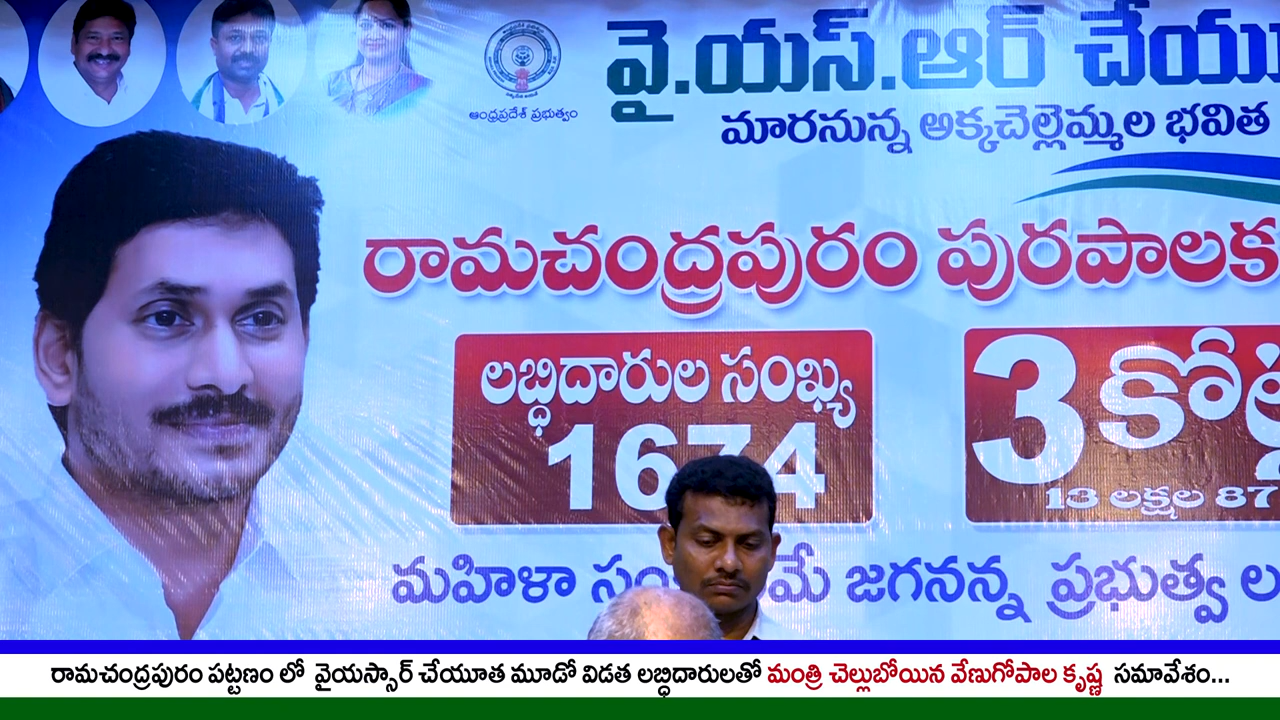 ఆంధ్రప్రదేశ్ ప్రభుత్వం
వై.యస్.ఆర్ చేయు
మారనున్న అక్కచెల్లెమ్మల భవిత
రామచంద్రపురం పురపాలక
లబ్ధిదారుల సంఖ్య
1674
3 కోట్ల
13 లక్షల 87
మహిళా జగనన్న ప్రభుత్వ ల
రామచంద్రపురం పట్టణం లో వైయస్సార్ చేయూత మూడో విడత లబ్ధిదారులతో మంత్రి చెల్లుబోయిన వేణుగోపాల కృష్ణ సమావేశం...